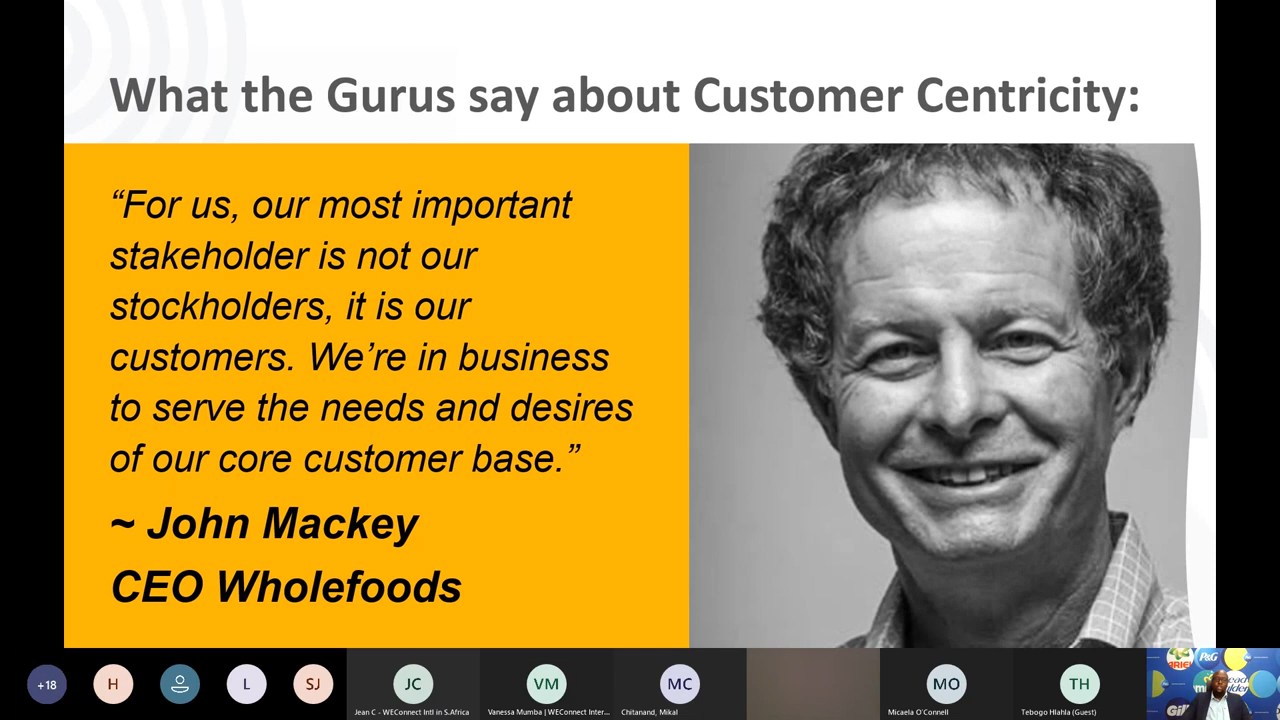 What the Gurus say about Customer Centricity:
“For us, our most important
stakeholder is not our
stockholders, it is our
customers. We’re in business
to serve the needs and desires
of our core customer base.”
~ John Mackey
CEO Wholefoods
+18
H
L
SJ
JC
VM
MC
MO
TH
Jean C - WEConnect Intl in S.Africa
Vanessa Mumba | WEConnect Inter...
Chitanand, Mikal
Micaela O'Connell
Tebogo Hlahla (Guest)
ARIEL
P&G